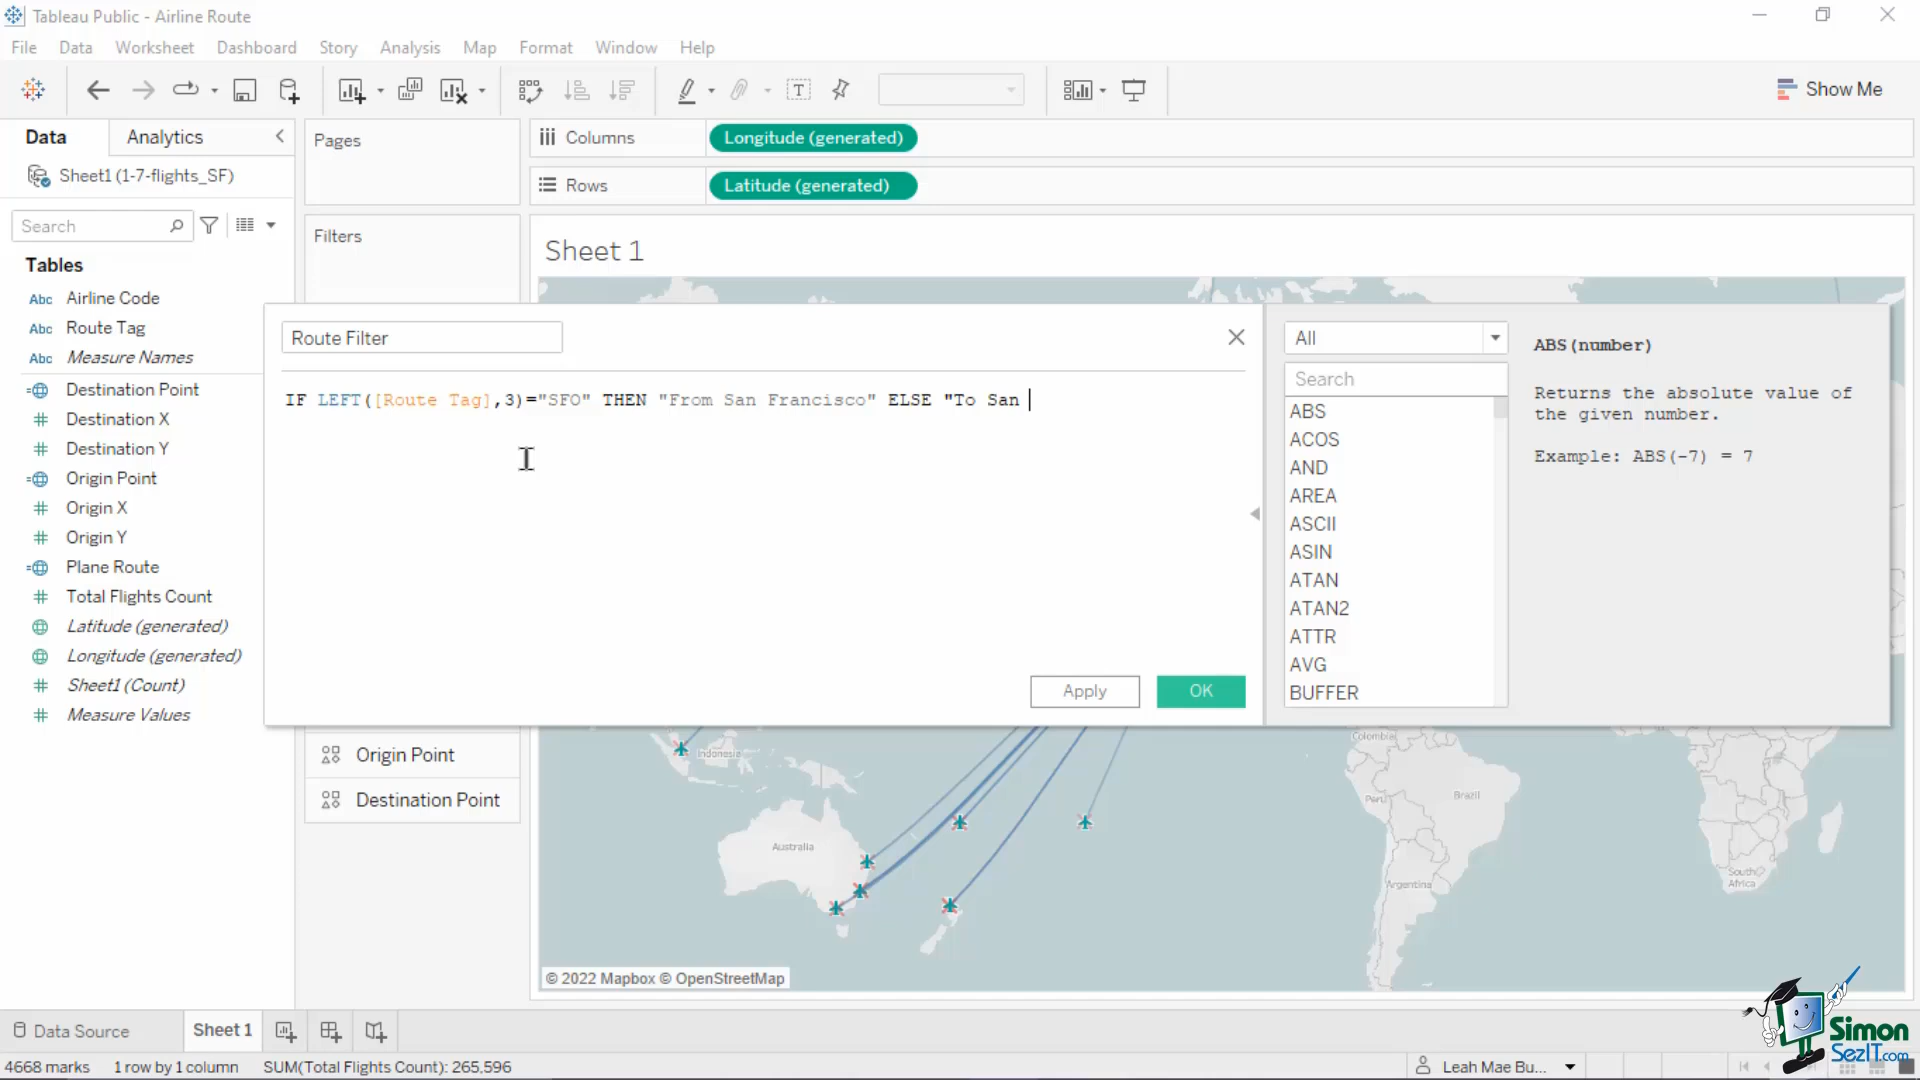 Tableau Public - Airline Route
File Data Worksheet Dashboard Story Analysis Map Format Window Help
Show Me
Data Analytics
Pages
Columns Longitude (generated)
Sheet1 (1-7-flights_SF)
Rows Latitude (generated)
Search
Filters
Sheet 1
Tables
Abc Airline Code
Abc Route Tag
Abc Measure Names
Destination Point
Destination X
Destination Y
Origin Point
Origin X
Origin Y
Plane Route
Total Flights Count
Latitude (generated)
Longitude (generated)
Sheet1 (Count)
Measure Values
Route Filter
IF LEFT([Route Tag],3)="SFO" THEN "From San Francisco" ELSE "To San
Apply OK
All
Search
ABS
ACOS
AND
AREA
ASCII
ASIN
ATAN
ATAN2
ATTR
AVG
BUFFER
ABS(number)
Returns the absolute value of
the given number.
Example: ABS(-7) = 7
Origin Point
Destination Point
Indonesia
Australia
Colombia
Peru
Brazil
Argentina
South
Africa
© 2022 Mapbox © OpenStreetMap
Data Source Sheet 1
4668 marks 1 row by 1 column SUM(Total Flights Count): 265,596
Leah Mae Bu...
Simon
SezIT.com